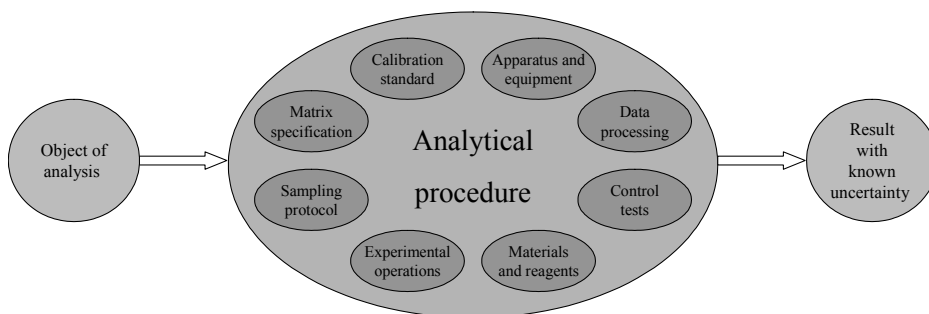 Object of
analysis
Calibration
standard
Apparatus and
equipment
Matrix
specification
Data
processing
Analytical
procedure
Sampling
protocol
Control
tests
Experimental
operations
Materials
and reagents
Result
with
known
uncertainty